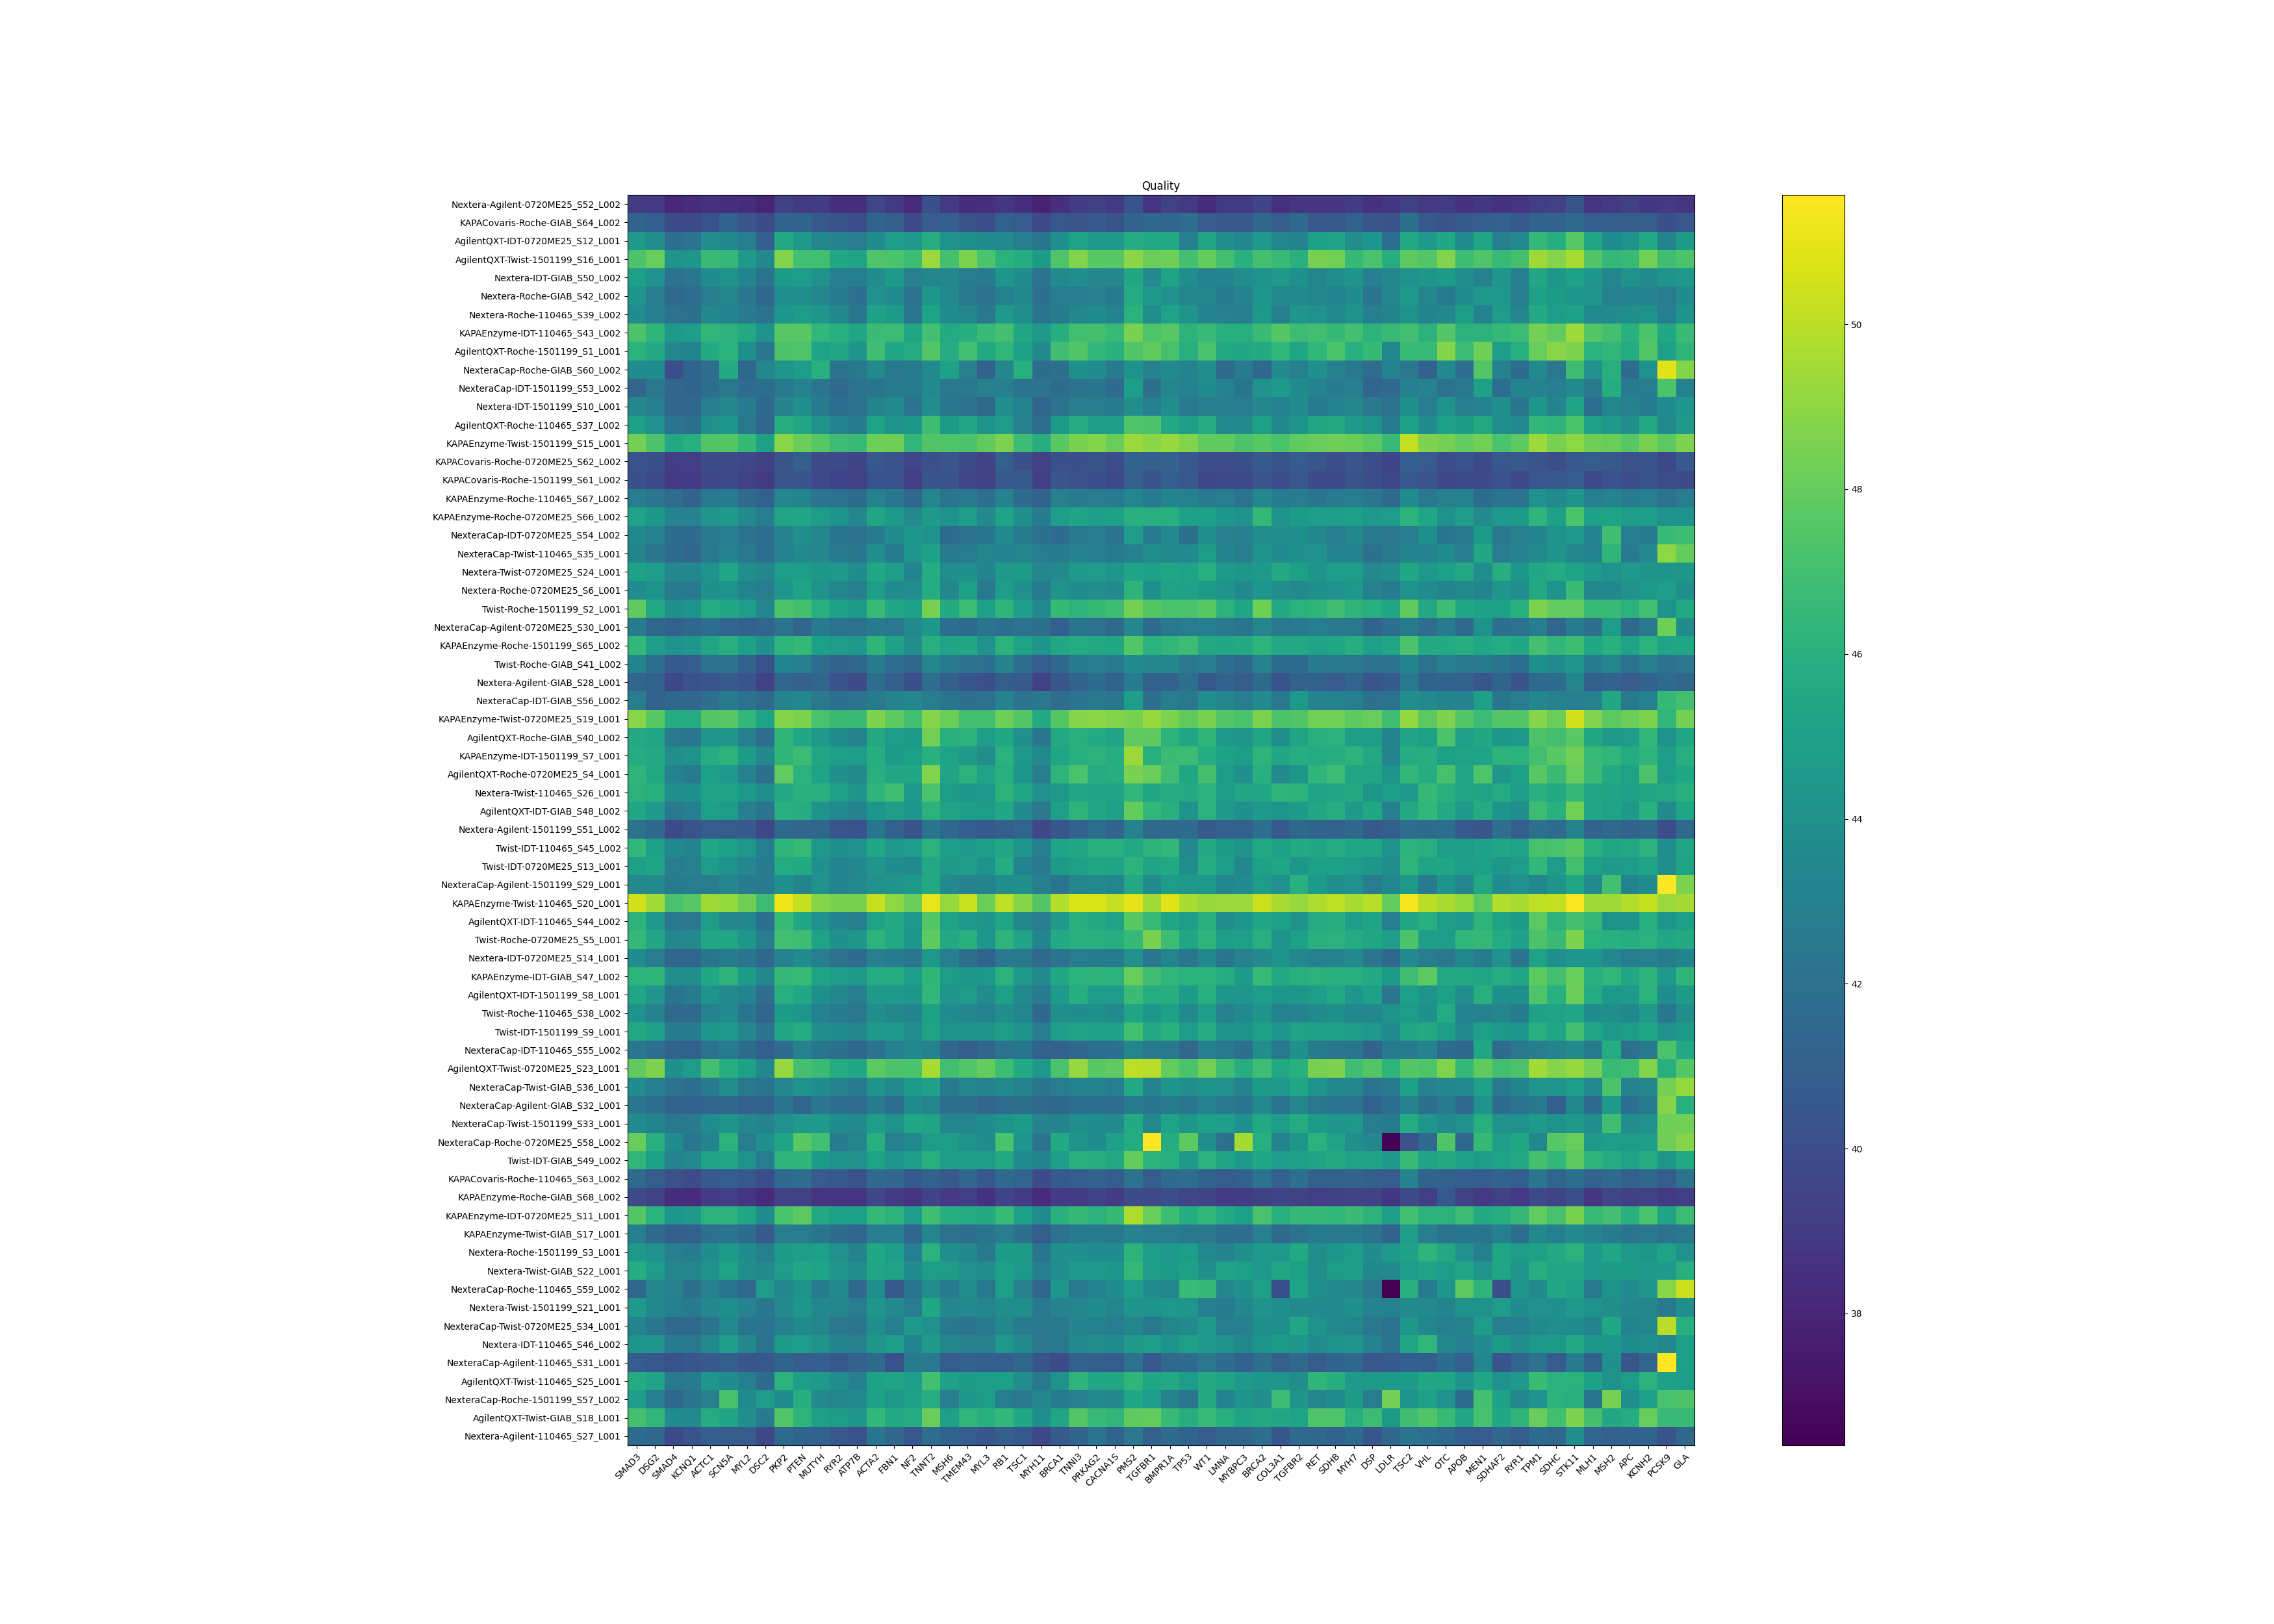 Quality
Nextera-Agilent-0720ME25_S52_L002
KAPACovaris-Roche-GIAB_S64_L002
AgilentQXT-IDT-0720ME25_S12_L001
AgilentQXT-Twist-1501199_S16_L001
Nextera-IDT-GIAB_S50_L002
Nextera-Roche-GIAB_S42_L002
Nextera-Roche-110465_S39_L002
KAPAEnzyme-IDT-110465_S43_L002
AgilentQXT-Roche-1501199_S1_L001
NexteraCap-Roche-GIAB_S60_L002
NexteraCap-IDT-1501199_S53_L002
Nextera-IDT-1501199_S10_L001
AgilentQXT-Roche-110465_S37_L002
KAPAEnzyme-Twist-1501199_S15_L001
KAPACovaris-Roche-0720ME25_S62_L002
KAPACovaris-Roche-1501199_S61_L002
KAPAEnzyme-Roche-110465_S67_L002
KAPAEnzyme-Roche-0720ME25_S66_L002
NexteraCap-IDT-0720ME25_S54_L002
NexteraCap-Twist-110465_S35_L001
Nextera-Twist-0720ME25_S24_L001
Nextera-Roche-0720ME25_S6_L001
Twist-Roche-1501199_S2_L001
NexteraCap-Agilent-0720ME25_S30_L001
KAPAEnzyme-Roche-1501199_S65_L002
Twist-Roche-GIAB_S41_L002
Nextera-Agilent-GIAB_S28_L001
NexteraCap-IDT-GIAB_S56_L002
KAPAEnzyme-Twist-0720ME25_S19_L001
AgilentQXT-Roche-GIAB_S40_L002
KAPAEnzyme-IDT-1501199_S7_L001
AgilentQXT-Roche-0720ME25_S4_L001
Nextera-Twist-110465_S26_L001
AgilentQXT-IDT-GIAB_S48_L002
Nextera-Agilent-1501199_S51_L002
Twist-IDT-110465_S45_L002
Twist-IDT-0720ME25_S13_L001
NexteraCap-Agilent-1501199_S29_L001
KAPAEnzyme-Twist-110465_S20_L001
AgilentQXT-IDT-110465_S44_L002
Twist-Roche-0720ME25_S5_L001
Nextera-IDT-0720ME25_S14_L001
KAPAEnzyme-IDT-GIAB_S47_L002
AgilentQXT-IDT-1501199_S8_L001
Twist-Roche-110465_S38_L002
Twist-IDT-1501199_S9_L001
NexteraCap-IDT-110465_S55_L002
AgilentQXT-Twist-0720ME25_S23_L001
NexteraCap-Twist-GIAB_S36_L001
NexteraCap-Agilent-GIAB_S32_L001
NexteraCap-Twist-1501199_S33_L001
NexteraCap-Roche-0720ME25_S58_L002
Twist-IDT-GIAB_S49_L002
KAPACovaris-Roche-110465_S63_L002
KAPAEnzyme-Roche-GIAB_S68_L002
KAPAEnzyme-IDT-0720ME25_S11_L001
KAPAEnzyme-Twist-GIAB_S17_L001
Nextera-Roche-1501199_S3_L001
Nextera-Twist-GIAB_S22_L001
NexteraCap-Roche-110465_S59_L002
Nextera-Twist-1501199_S21_L001
NexteraCap-Twist-0720ME25_S34_L001
Nextera-IDT-110465_S46_L002
NexteraCap-Agilent-110465_S31_L001
AgilentQXT-Twist-110465_S25_L001
NexteraCap-Roche-1501199_S57_L002
AgilentQXT-Twist-GIAB_S18_L001
Nextera-Agilent-110465_S27_L001
SMAD3 DSG2 SMAD4 KCNQ1 ACTC1 SCN5A MYL2 DSC2 PKP2 PTEN MUTYH RYR2 ATP7B ACTA2 FBN1 NF2 TNNT2 MSH6 TMEM43 MYL3 RB1 TSC1 MYH11 BRCA1 TNNI3 PRKAG2 CACNA1S PMS2 TGFBR1 BMPR1A TP53 WT1 LMNA MYBPC3 BRCA2 COL3A1 TGFBR2 RET SDHB MYH7 DSP LDLR TSC2 VHL OTC APOB MEN1 SDHAF2 RYR1 TPM1 SDHC STK11 MLH1 MSH2 APC KCNH2 PCSK9 GLA
50
48
46
44
42
40
38